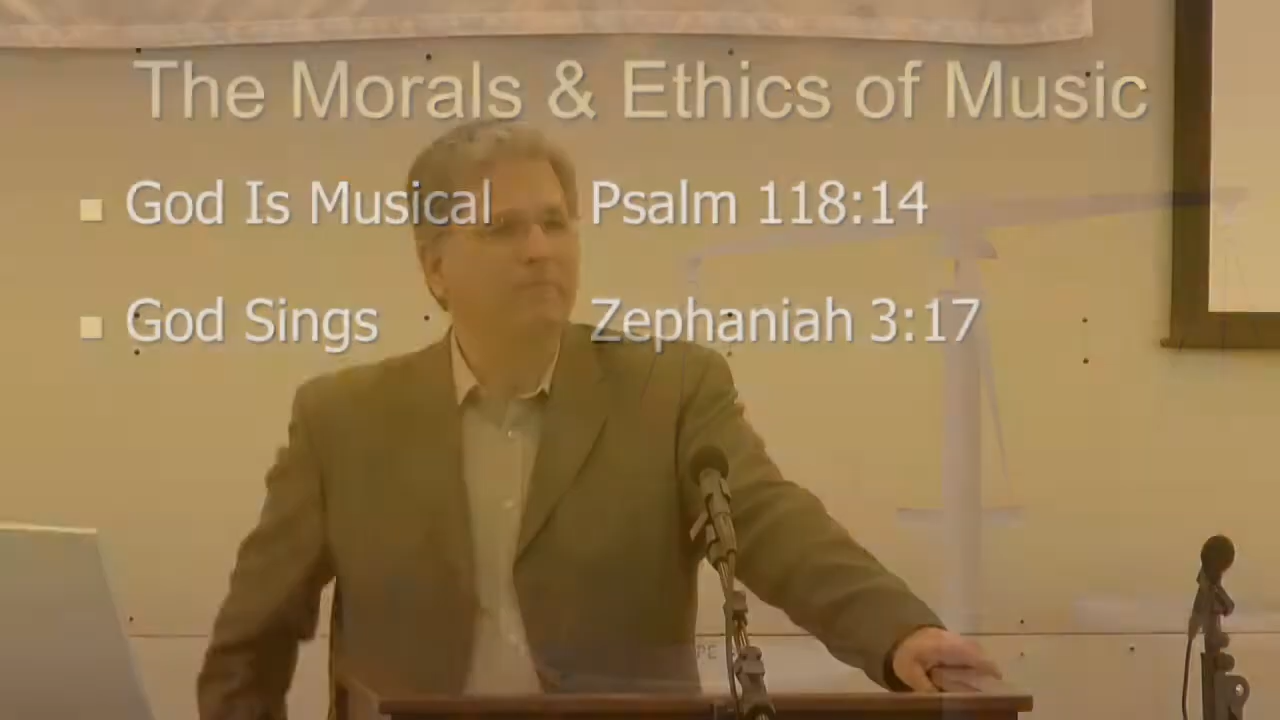 The Morals & Ethics of Music
God Is Musical Psalm 118:14
God Sings Zephaniah 3:17